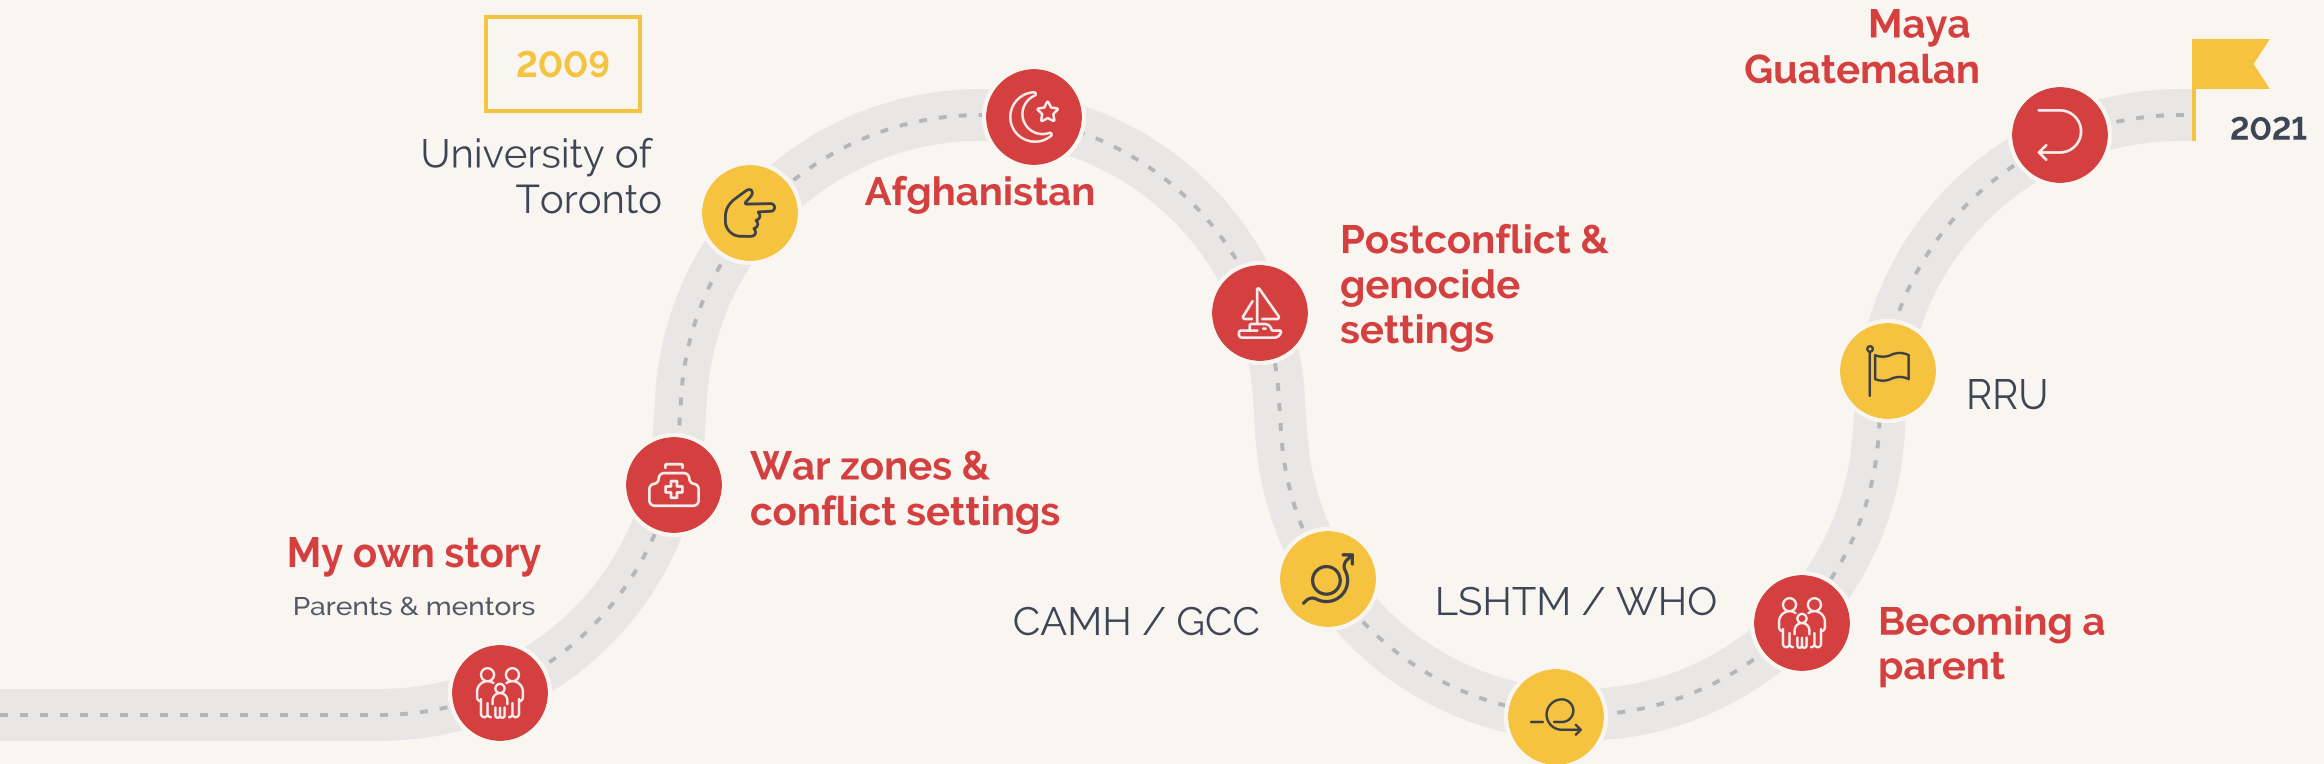 My own story
Parents & mentors
War zones &
conflict settings
2009
University of
Toronto
Afghanistan
Postconflict &
genocide
settings
CAMH / GCC
LSHTM / WHO
Becoming a
parent
RRU
Maya
Guatemalan
2021